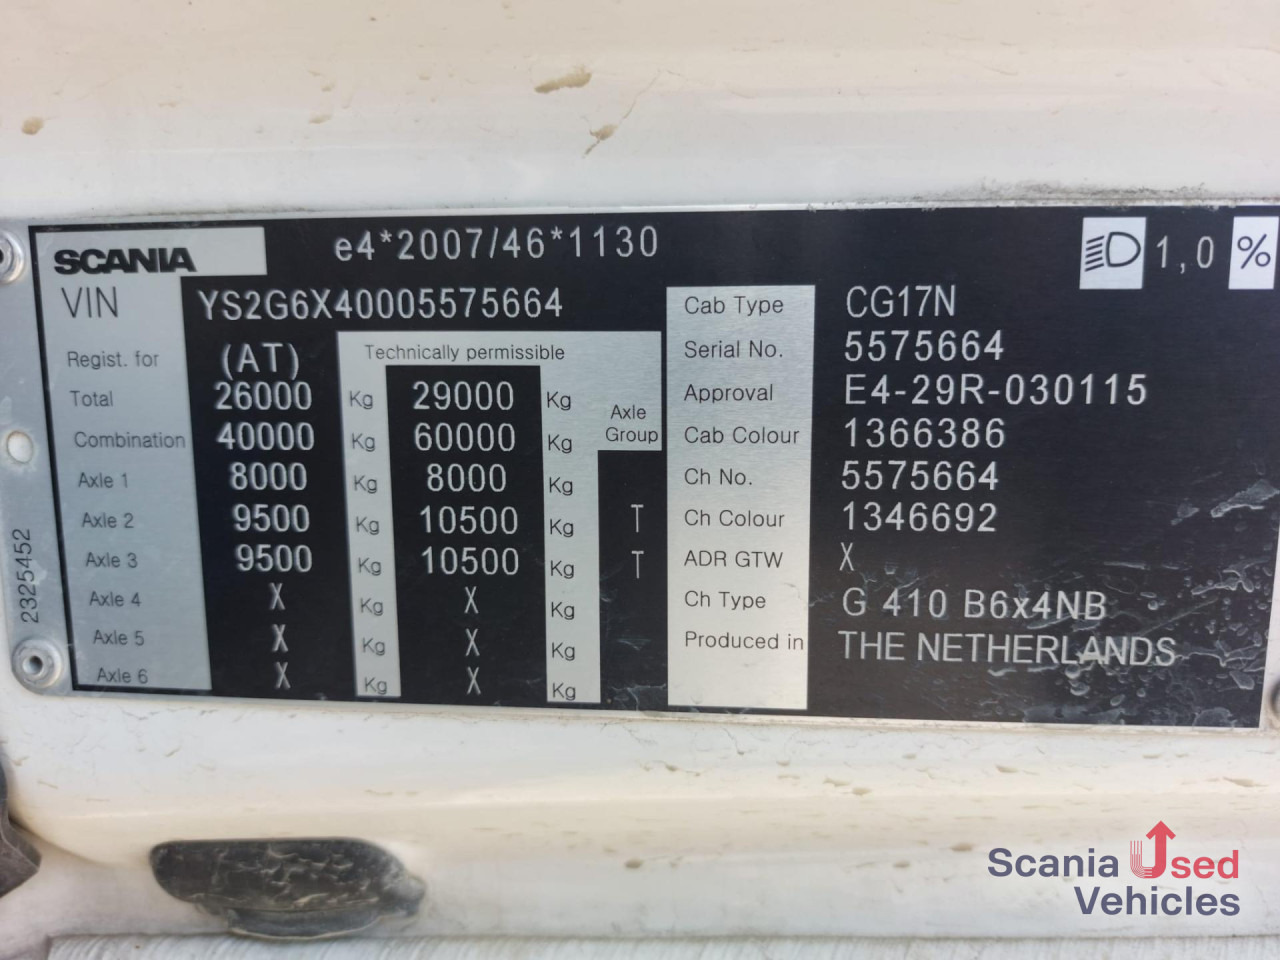 SCANIA e4*2007/46*1130 1,0 %
VIN YS2G6X40005575664
Regist. for (AT) Technically permissible
Total 26000 Kg 29000 Kg
Axle Group
Combination 40000 Kg 60000 Kg
Axle 1 8000 Kg 8000 Kg
Axle 2 9500 Kg 10500 Kg T
Axle 3 9500 Kg 10500 Kg T
Axle 4 X Kg X Kg
Axle 5 X Kg X Kg
Axle 6 X Kg X Kg
2325452
Cab Type CG17N
Serial No. 5575664
Approval E4-29R-030115
Cab Colour 1366386
Ch No. 5575664
Ch Colour 1346692
ADR GTW X
Ch Type G 410 B6x4NB
Produced in THE NETHERLANDS
Scania Used
Vehicles